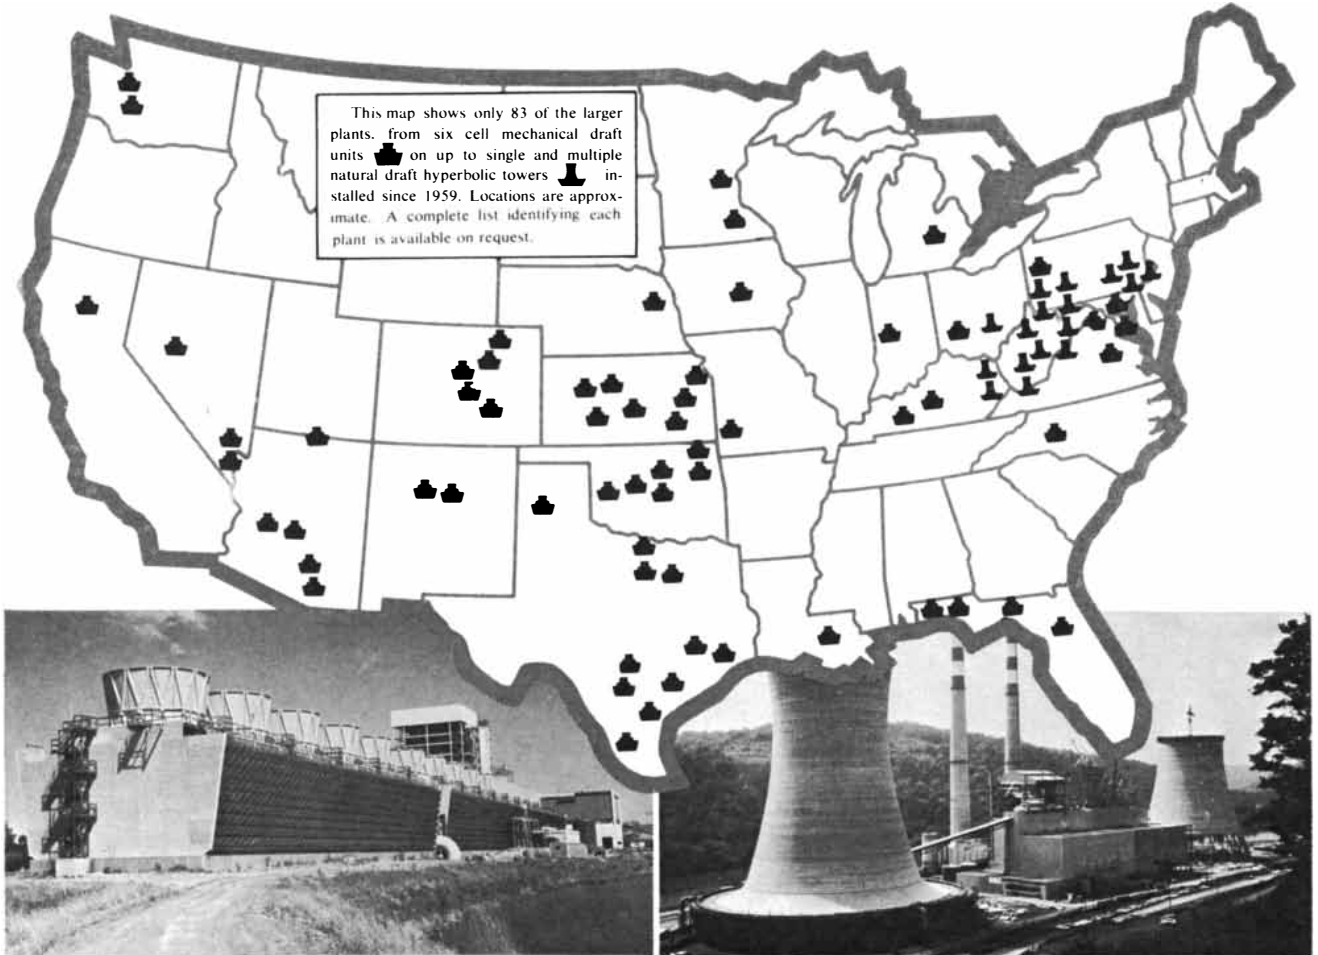 This map shows only 83 of the larger
plants. from six cell mechanical draft
units on up to single and multiple
natural draft hyperbolic towers in-
stalled since 1959. Locations are approx-
imate. A complete list identifying each
plant is available on request.